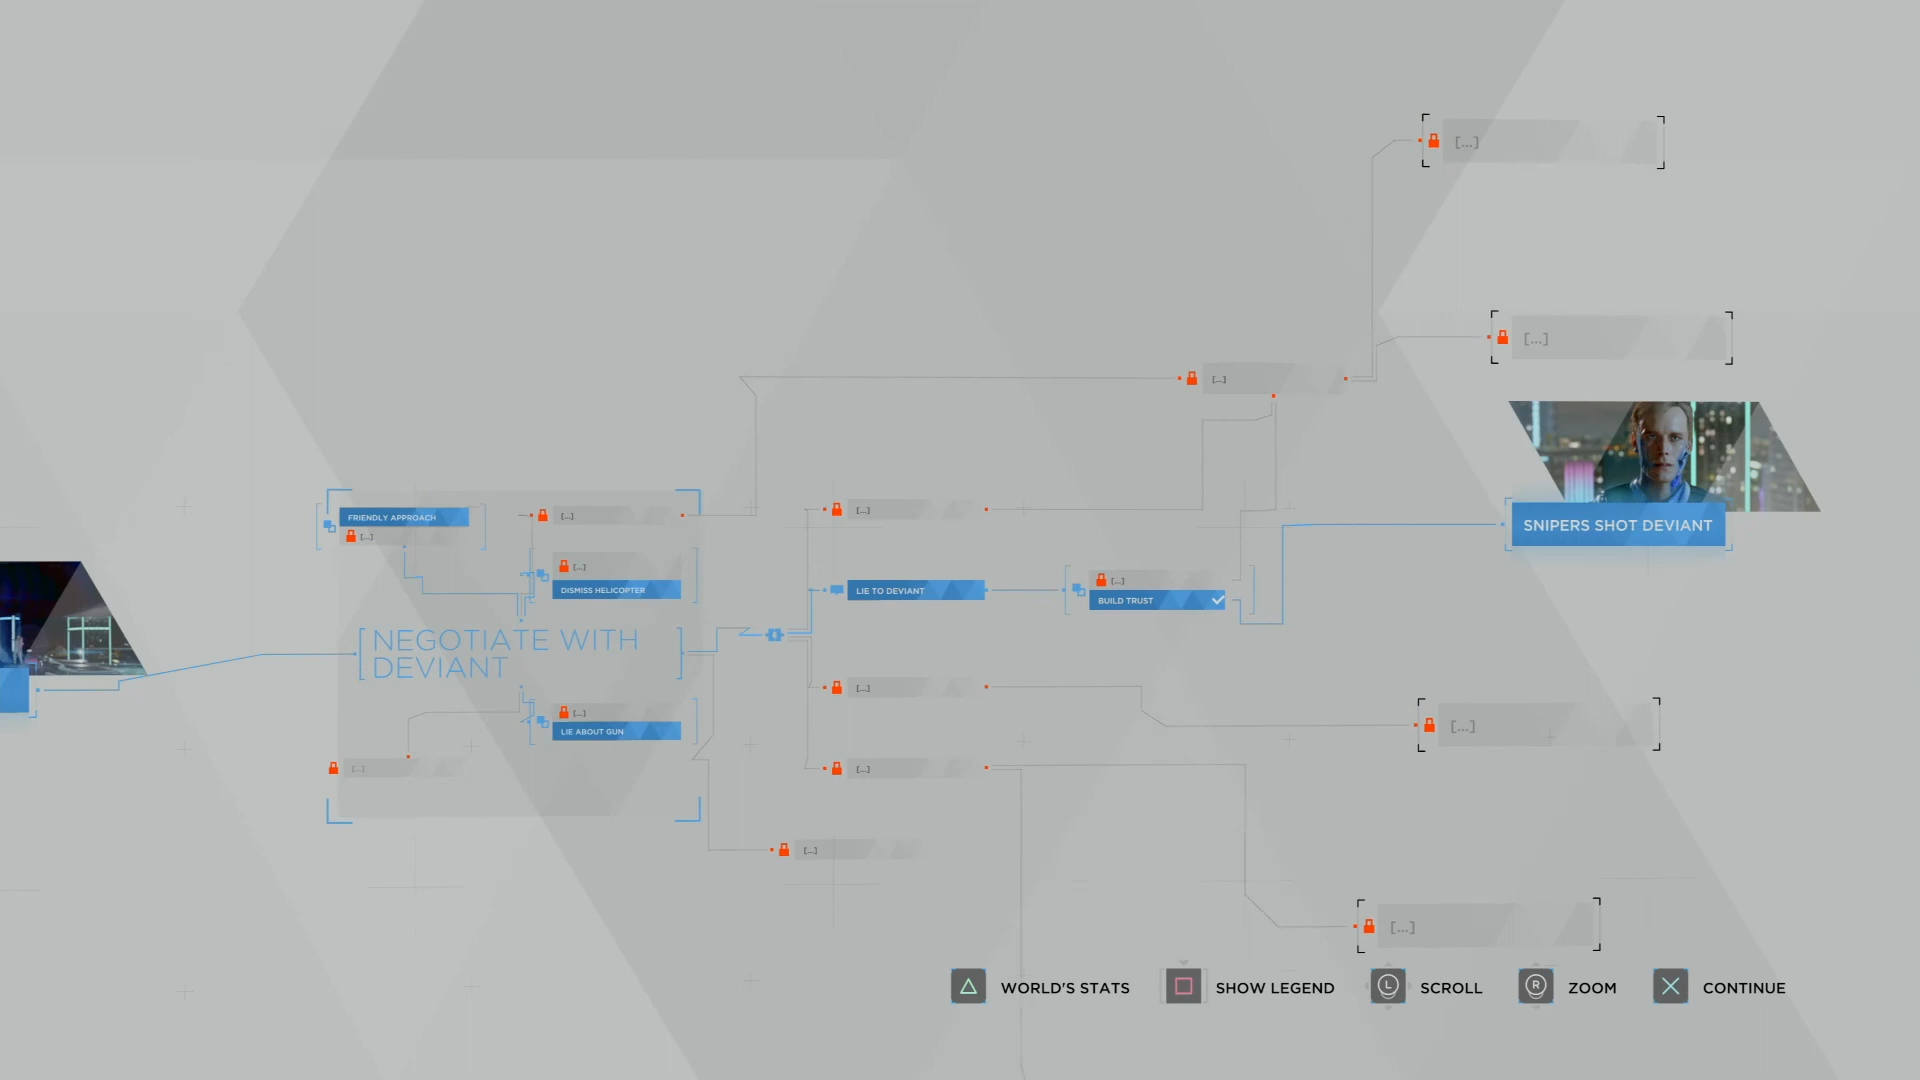 [...]
[...]
[...]
SNIPERS SHOT DEVIANT
FRIENDLY APPROACH
[...]
[...]
[...]
DISMISS HELICOPTER
[...]
LIE TO DEVIANT
[...]
BUILD TRUST
NEGOTIATE WITH
DEVIANT
[...]
[...]
LIE ABOUT GUN
[...]
[...]
[...]
[...]
[...]
L
R
WORLD'S STATS
SHOW LEGEND
SCROLL
ZOOM
CONTINUE